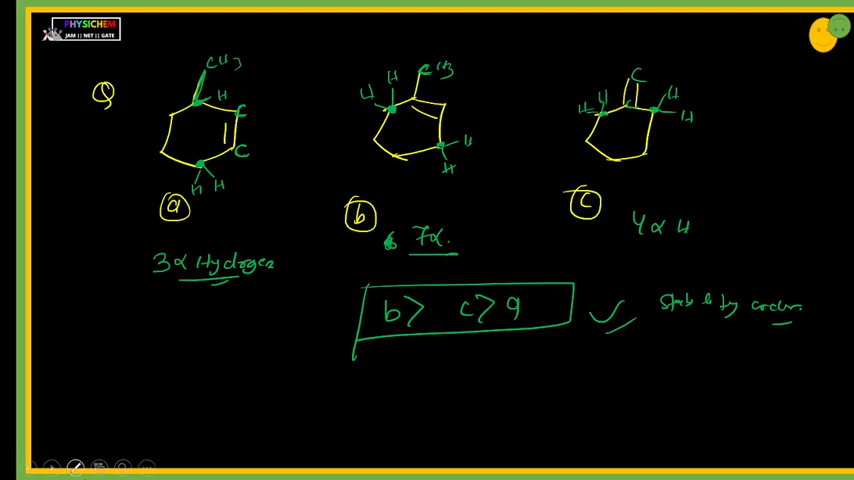 PHYSICHEM
JAM || NET || GATE
Q
CH3
H
C
C
H H
a
3α Hydrogen
H H
CH3
H
H
b
7α.
H H
C
C
H
H
c
4α H
b > c > a
Stability order.